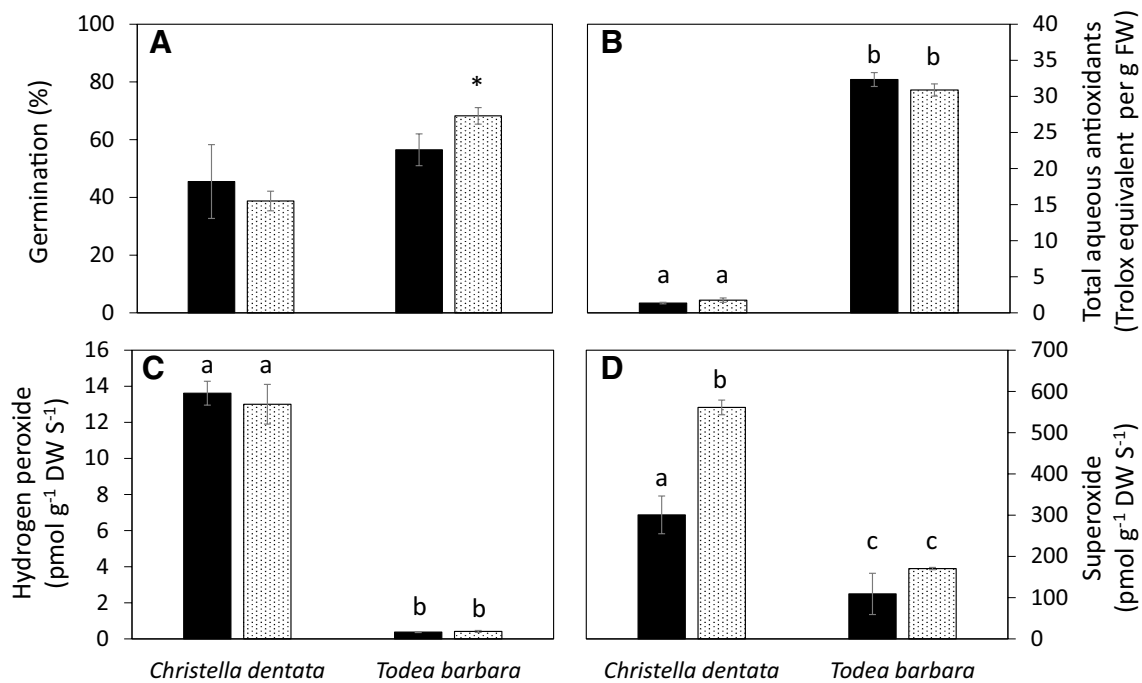 A
Germination (%)
100
80
60
40
20
0
*
B
Total aqueous antioxidants
(Trolox equivalent per g FW)
40
35
30
25
20
15
10
5
0
a
a
b
b
C
Hydrogen peroxide
(pmol g⁻¹ DW S⁻¹)
16
14
12
10
8
6
4
2
0
a
a
b
b
Christella dentata
Todea barbara
D
Superoxide
(pmol g⁻¹ DW S⁻¹)
700
600
500
400
300
200
100
0
a
b
c
c
Christella dentata
Todea barbara